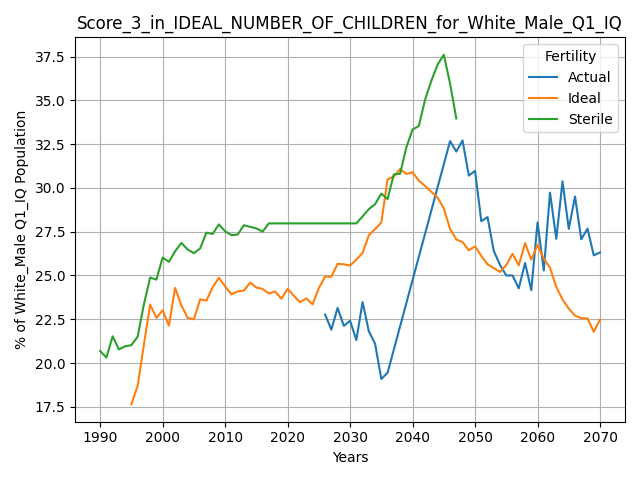 Score_3_in_IDEAL_NUMBER_OF_CHILDREN_for_White_Male_Q1_IQ
Fertility
Actual
Ideal
Sterile
% of White_Male Q1_IQ Population
37.5
35.0
32.5
30.0
27.5
25.0
22.5
20.0
17.5
1990 2000 2010 2020 2030 2040 2050 2060 2070
Years